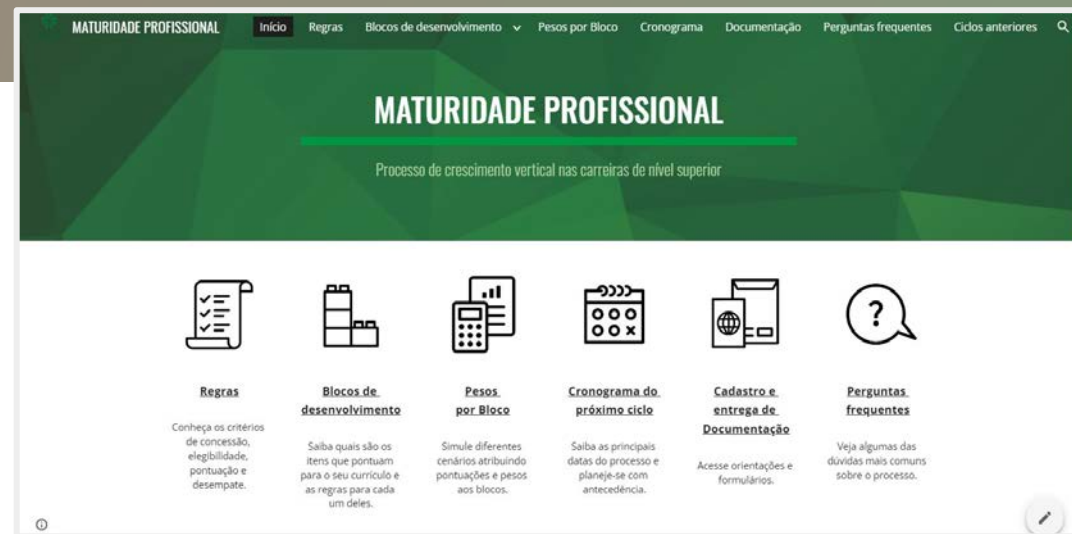 MATURIDADE PROFISSIONAL Início Regras Blocos de desenvolvimento Pesos por Bloco Cronograma Documentação Perguntas frequentes Ciclos anteriores
MATURIDADE PROFISSIONAL
Processo de crescimento vertical nas carreiras de nível superior
Regras
Conheça os critérios
de concessão,
elegibilidade,
pontuação e
desempate.
Blocos de
desenvolvimento
Saiba quais são os
itens que pontuam
para o seu currículo e
as regras para cada
um deles.
Pesos
por Bloco
Simule diferentes
cenários atribuindo
pontuações e pesos
aos blocos.
Cronograma do
próximo ciclo
Saiba as principais
datas do processo e
planeje-se com
antecedência.
Cadastro e
entrega de
Documentação
Acesse orientações e
formulários.
?
Perguntas
frequentes
Veja algumas das
dúvidas mais comuns
sobre o processo.